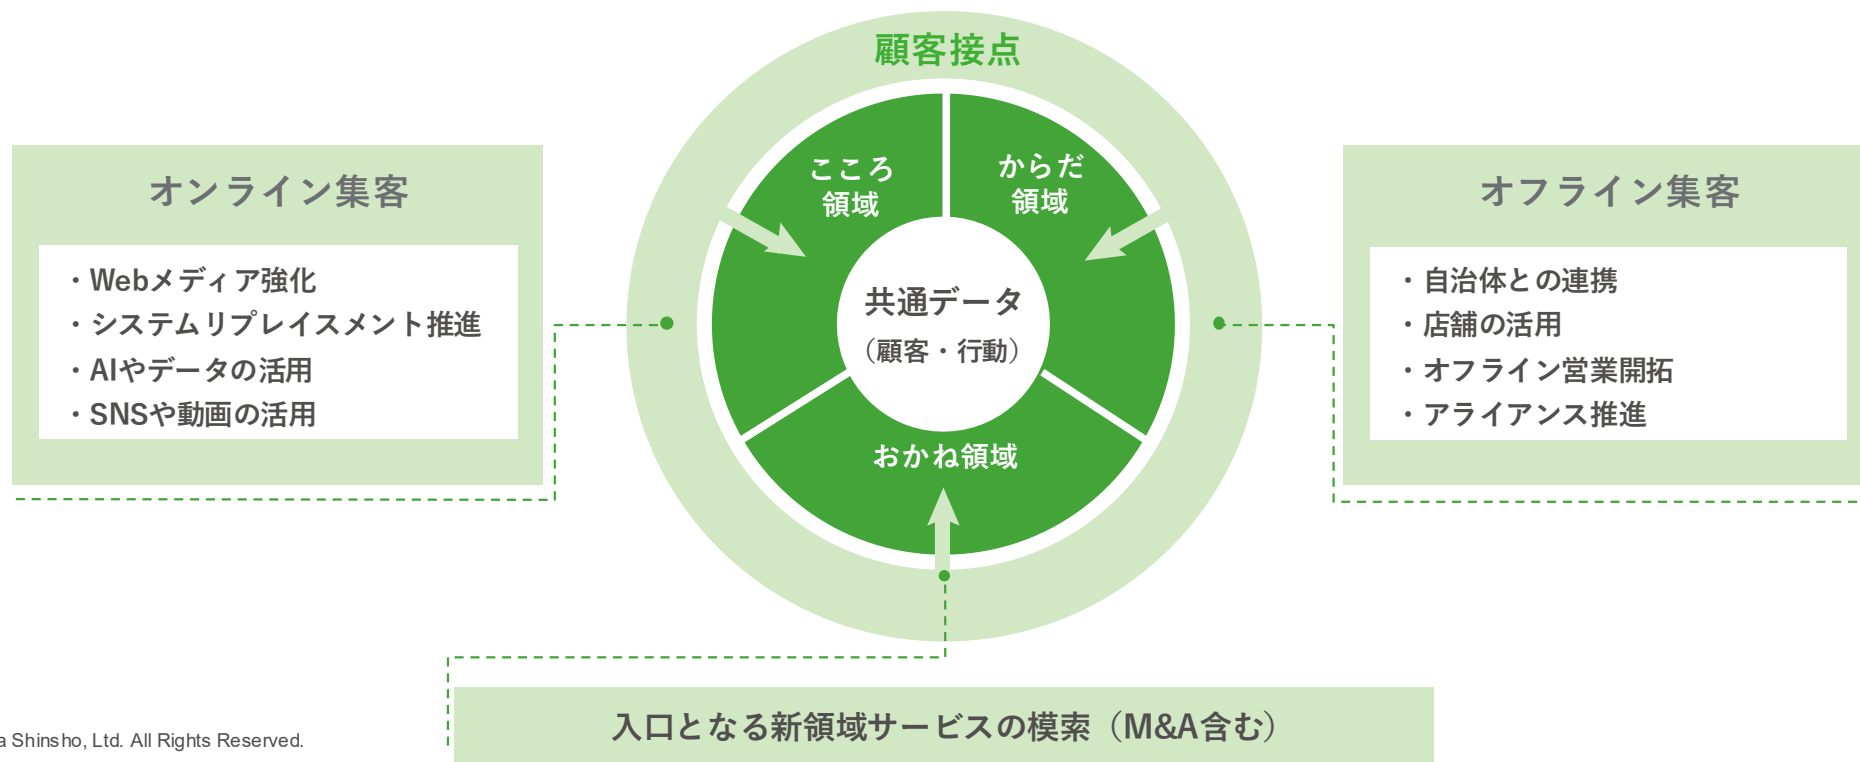 顧客接点
こころ
領域
からだ
領域
共通データ
（顧客・行動）
おかね領域
オンライン集客
・Webメディア強化
・システムリプレイスメント推進
・AIやデータの活用
・SNSや動画の活用
オフライン集客
・自治体との連携
・店舗の活用
・オフライン営業開拓
・アライアンス推進
入口となる新領域サービスの模索（M&A含む）
a Shinsho, Ltd. All Rights Reserved.